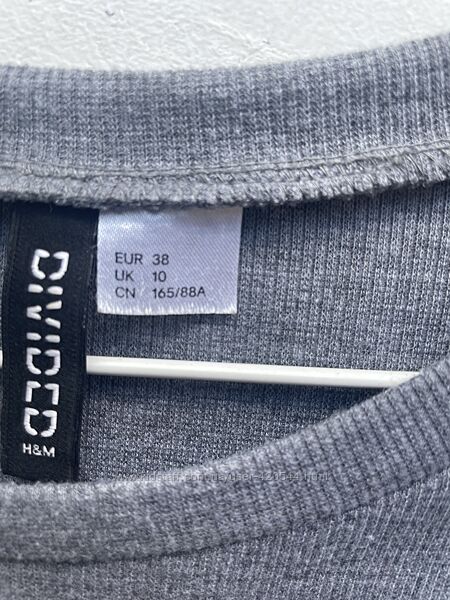 EUR 38
UK 10
CN 165/88A
DIVIDED
H&M